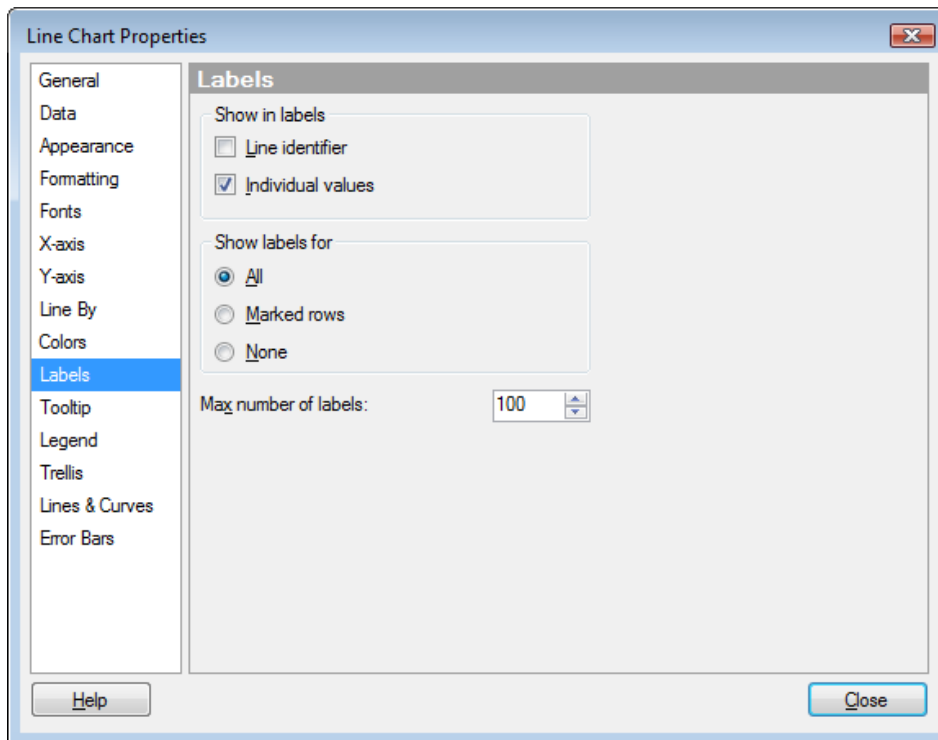 Line Chart Properties
General
Data
Appearance
Formatting
Fonts
X-axis
Y-axis
Line By
Colors
Labels
Tooltip
Legend
Trellis
Lines & Curves
Error Bars
Labels
Show in labels
Line identifier
Individual values
Show labels for
All
Marked rows
None
Max number of labels: 100
Help
Close